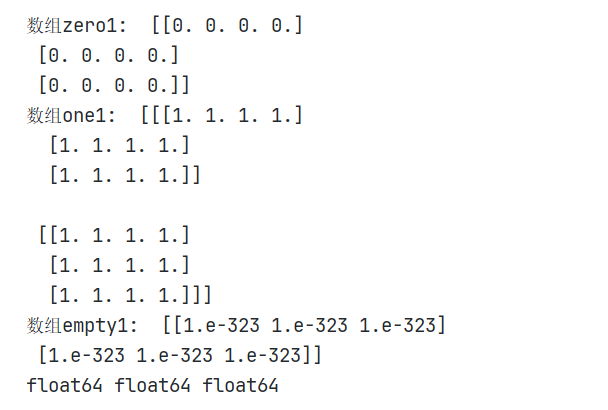 数组zero1:  [[0. 0. 0. 0.]
 [0. 0. 0. 0.]
 [0. 0. 0. 0.]]
数组one1:  [[[1. 1. 1. 1.]
  [1. 1. 1. 1.]
  [1. 1. 1. 1.]]

 [[1. 1. 1. 1.]
  [1. 1. 1. 1.]
  [1. 1. 1. 1.]]]
数组empty1:  [[1.e-323 1.e-323 1.e-323]
 [1.e-323 1.e-323 1.e-323]]
float64 float64 float64